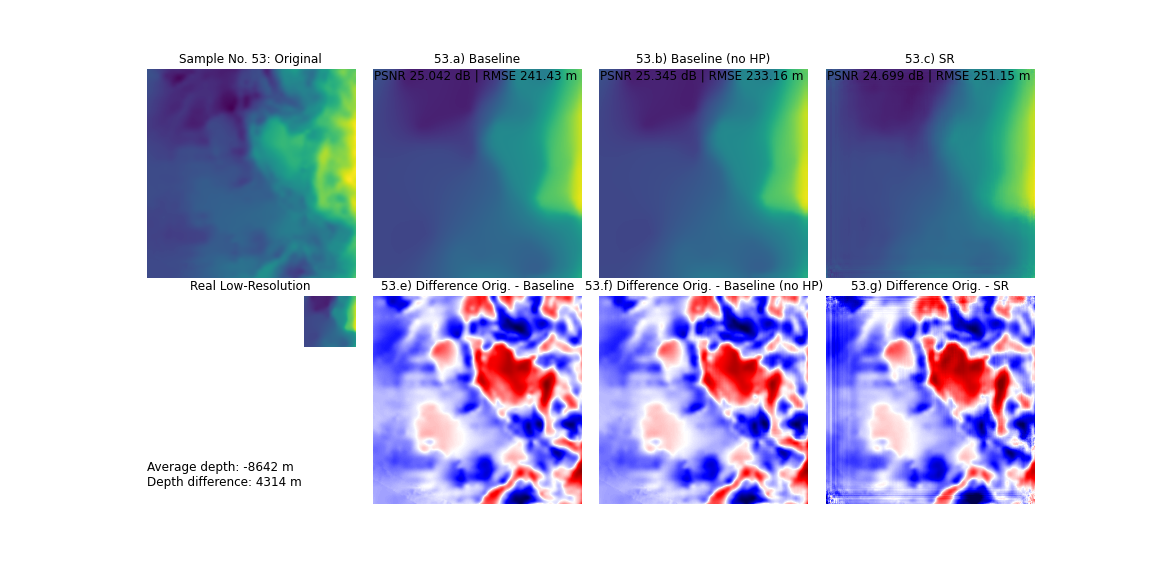 Sample No. 53: Original
53.a) Baseline
53.b) Baseline (no HP)
53.c) SR
PSNR 25.042 dB | RMSE 241.43 m
PSNR 25.345 dB | RMSE 233.16 m
PSNR 24.699 dB | RMSE 251.15 m
Real Low-Resolution
53.e) Difference Orig. - Baseline
53.f) Difference Orig. - Baseline (no HP)
53.g) Difference Orig. - SR
Average depth: -8642 m
Depth difference: 4314 m